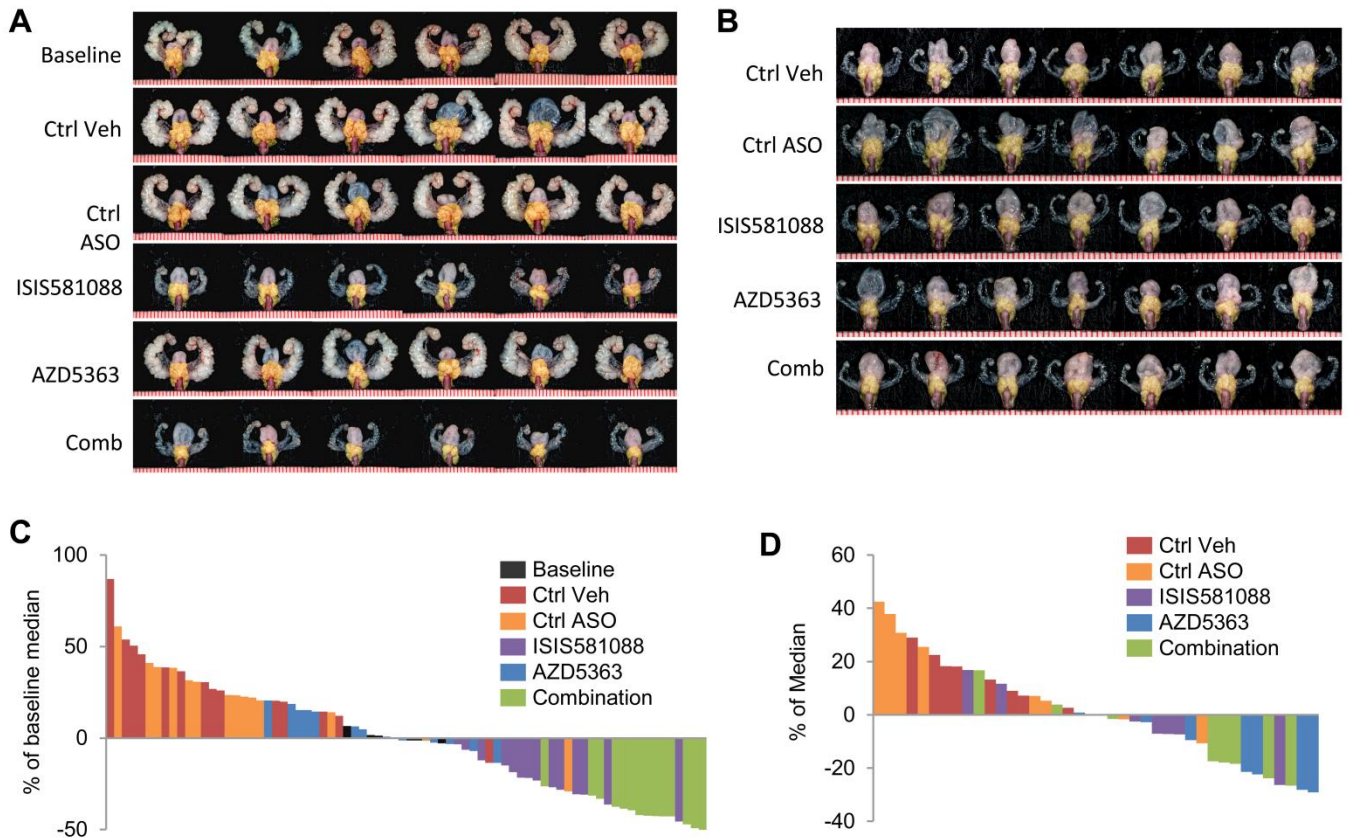 A
Baseline
Ctrl Veh
Ctrl
ASO
ISIS581088
AZD5363
Comb
B
Ctrl Veh
Ctrl ASO
ISIS581088
AZD5363
Comb
C
% of baseline median
100
50
0
-50
Baseline
Ctrl Veh
Ctrl ASO
ISIS581088
AZD5363
Combination
D
% of Median
60
40
20
0
-20
-40
Ctrl Veh
Ctrl ASO
ISIS581088
AZD5363
Combination